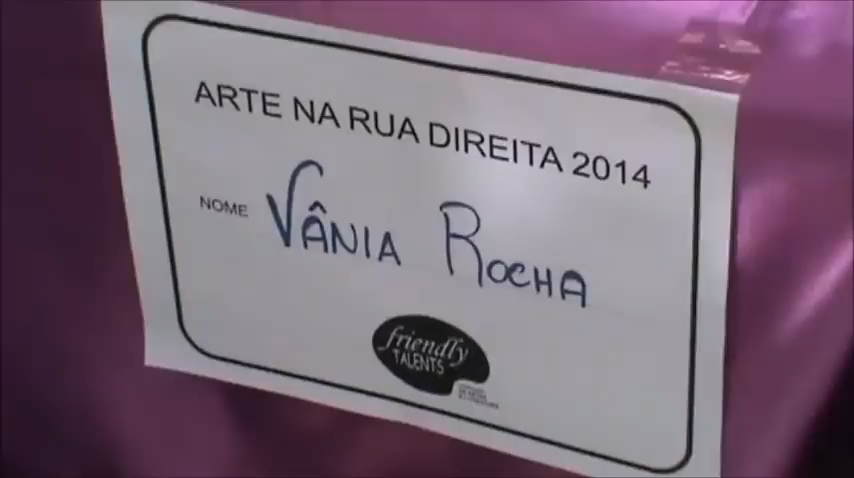 ARTE NA RUA DIREITA 2014
NOME VÂNIA ROCHA
friendly
TALENTS